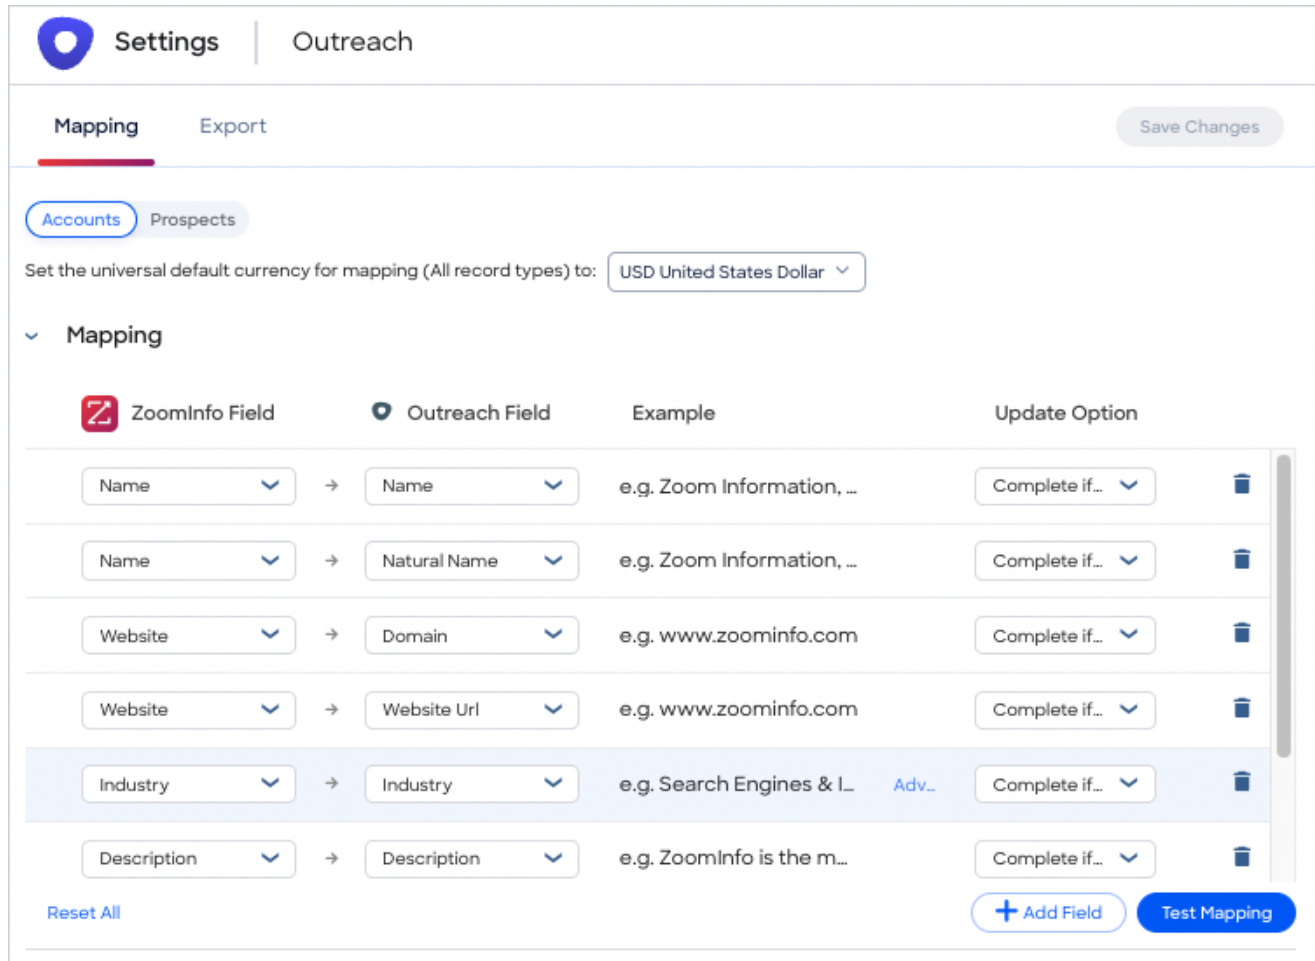 Settings Outreach
Mapping Export Save Changes
Accounts Prospects
Set the universal default currency for mapping (All record types) to: USD United States Dollar
Mapping
ZoomInfo Field Outreach Field Example Update Option
Name → Name e.g. Zoom Information, ... Complete if...
Name → Natural Name e.g. Zoom Information, ... Complete if...
Website → Domain e.g. www.zoominfo.com Complete if...
Website → Website Url e.g. www.zoominfo.com Complete if...
Industry → Industry e.g. Search Engines & I... Adv... Complete if...
Description → Description e.g. ZoomInfo is the m... Complete if...
Reset All + Add Field Test Mapping